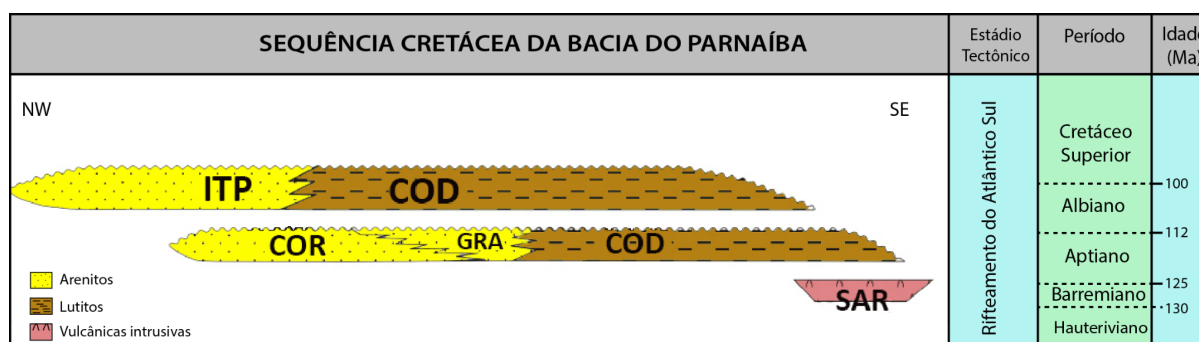 SEQUÊNCIA CRETÁCEA DA BACIA DO PARNAÍBA
Estádio
Tectônico
Período
Idade
(Ma)
NW
SE
ITP
COD
COR
GRA
COD
SAR
Arenitos
Lutitos
Vulcânicas intrusivas
Rifteamento do Atlântico Sul
Cretáceo
Superior
Albiano
Aptiano
Barremiano
Hauteriviano
100
112
125
130